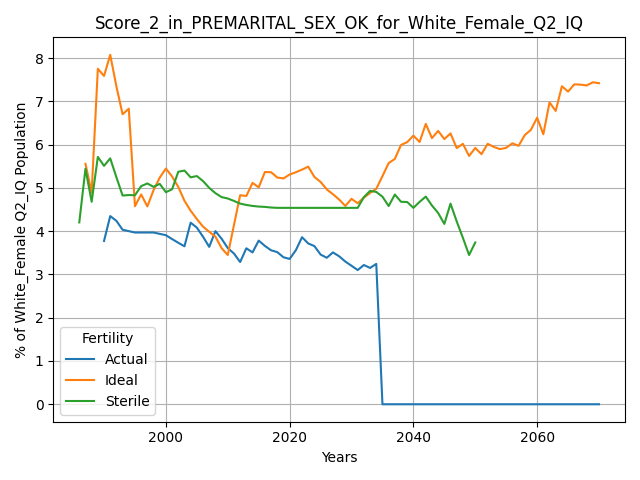 Score_2_in_PREMARITAL_SEX_OK_for_White_Female_Q2_IQ
% of White_Female Q2_IQ Population
8
7
6
5
4
3
2
1
0
Fertility
Actual
Ideal
Sterile
2000 2020 2040 2060
Years